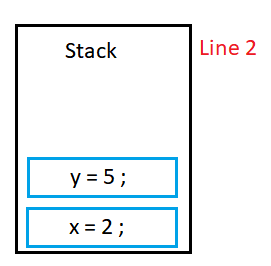 Stack
Line 2
y = 5 ;
x = 2 ;